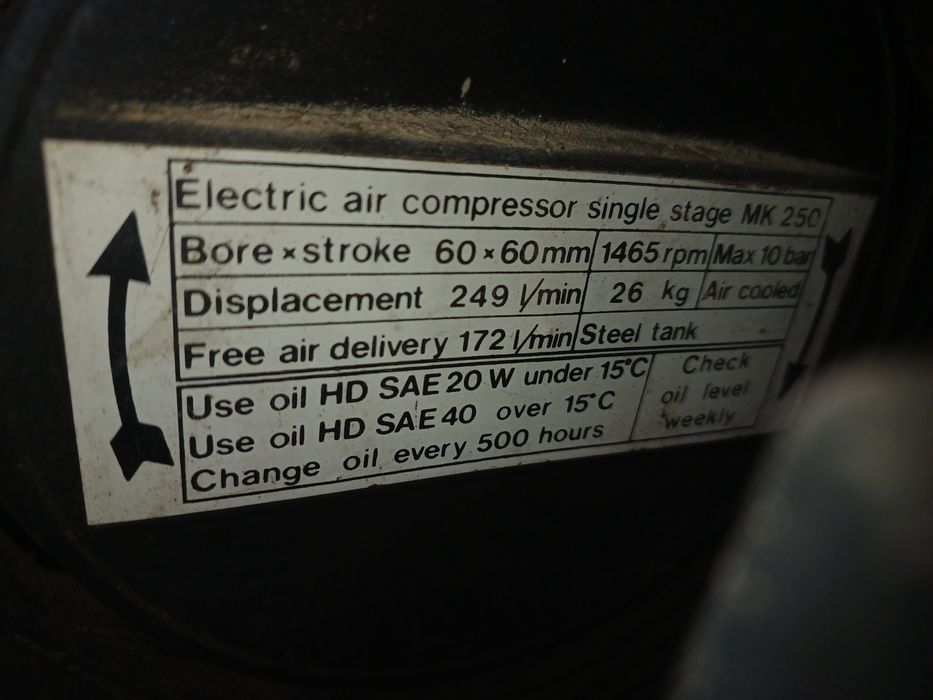 Electric air compressor single stage MK 250
Bore × stroke 60 × 60 mm 1465 rpm Max 10 bar
Displacement 249 l/min 26 kg Air cooled
Free air delivery 172 l/min Steel tank
Use oil HD SAE 20 W under 15°C
Use oil HD SAE 40 over 15°C
Change oil every 500 hours
Check
oil level
weekly